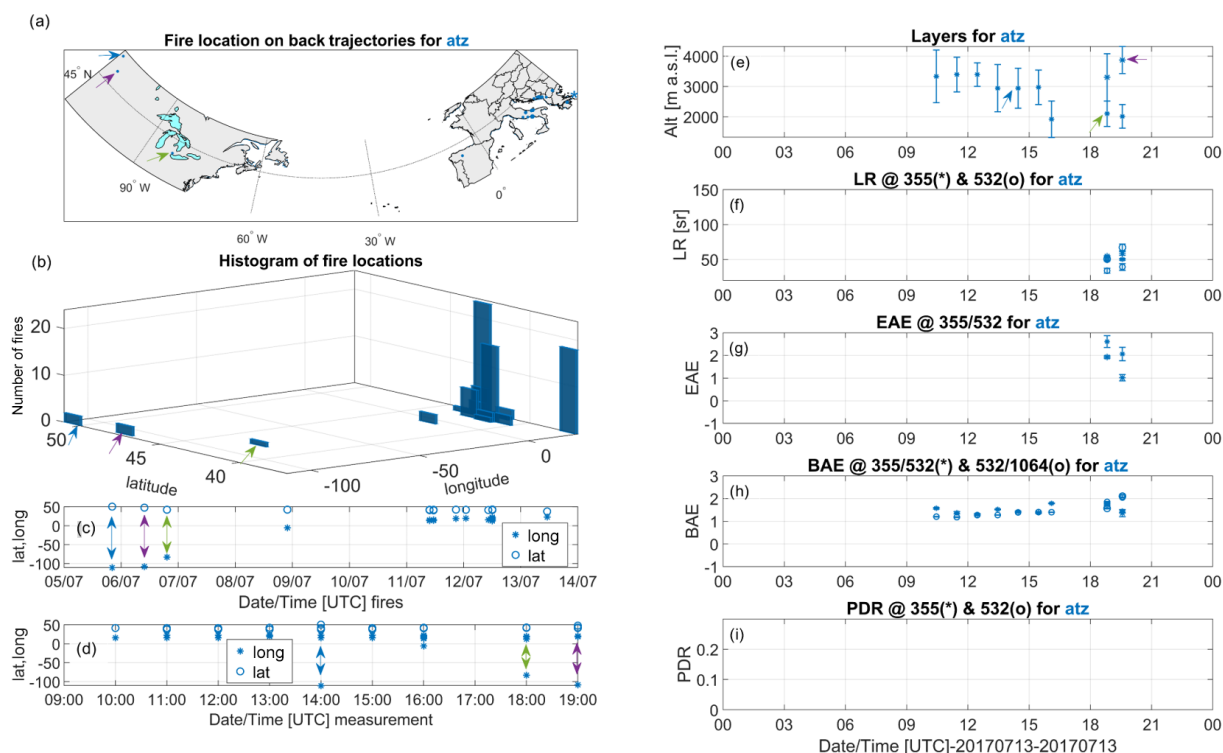 (a)
Fire location on back trajectories for atz
45° N
90° W
60° W
30° W
0°
(b)
Histogram of fire locations
Number of fires
20
10
0
50
45
40
latitude
-100
-50
0
longitude
(c)
lat,long
50
0
-50
-100
long
lat
05/07 06/07 07/07 08/07 09/07 10/07 11/07 12/07 13/07 14/07
Date/Time [UTC] fires
(d)
lat,long
50
0
-50
-100
long
lat
09:00 10:00 11:00 12:00 13:00 14:00 15:00 16:00 17:00 18:00 19:00
Date/Time [UTC] measurement
Layers for atz
(e)
Alt [m a.s.l.]
4000
3000
2000
00 03 06 09 12 15 18 21 00
LR @ 355(*) & 532(o) for atz
(f)
LR [sr]
150
100
50
00 03 06 09 12 15 18 21 00
EAE @ 355/532 for atz
(g)
EAE
3
2
1
0
-1
00 03 06 09 12 15 18 21 00
BAE @ 355/532(*) & 532/1064(o) for atz
(h)
BAE
3
2
1
0
-1
00 03 06 09 12 15 18 21 00
PDR @ 355(*) & 532(o) for atz
(i)
PDR
0.2
0.1
0
00 03 06 09 12 15 18 21 00
Date/Time [UTC]-20170713-20170713